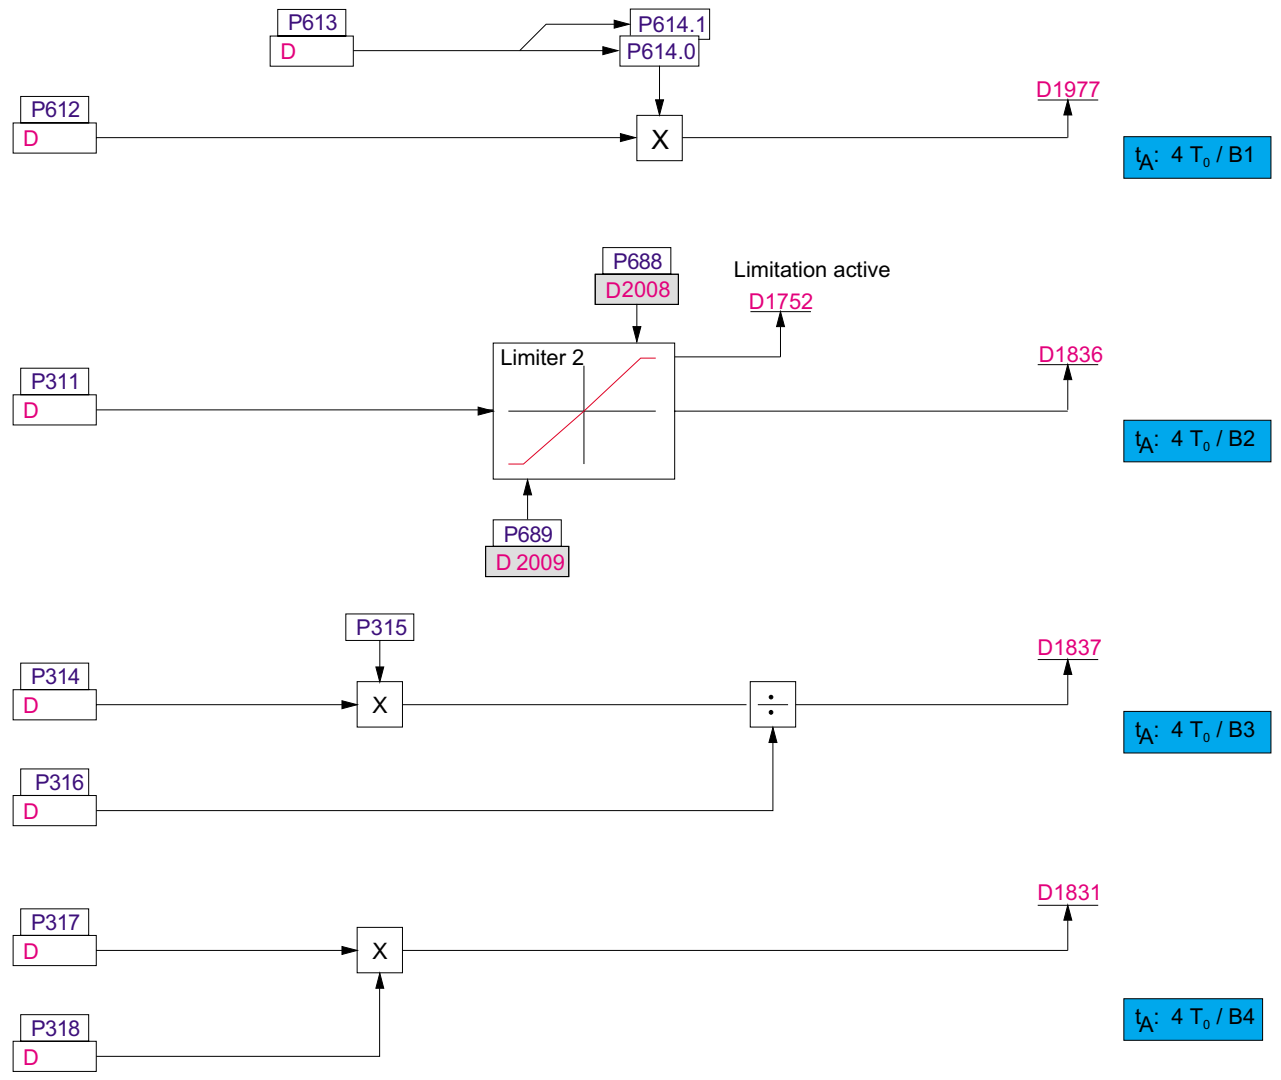 P613
D
P614.1
P614.0
P612
D
X
D1977
tA: 4 T0 / B1
P688
D2008
Limitation active
D1752
Limiter 2
P311
D
D1836
tA: 4 T0 / B2
P689
D 2009
P315
P314
D
X
÷
D1837
tA: 4 T0 / B3
P316
D
D1831
P317
D
X
P318
D
tA: 4 T0 / B4